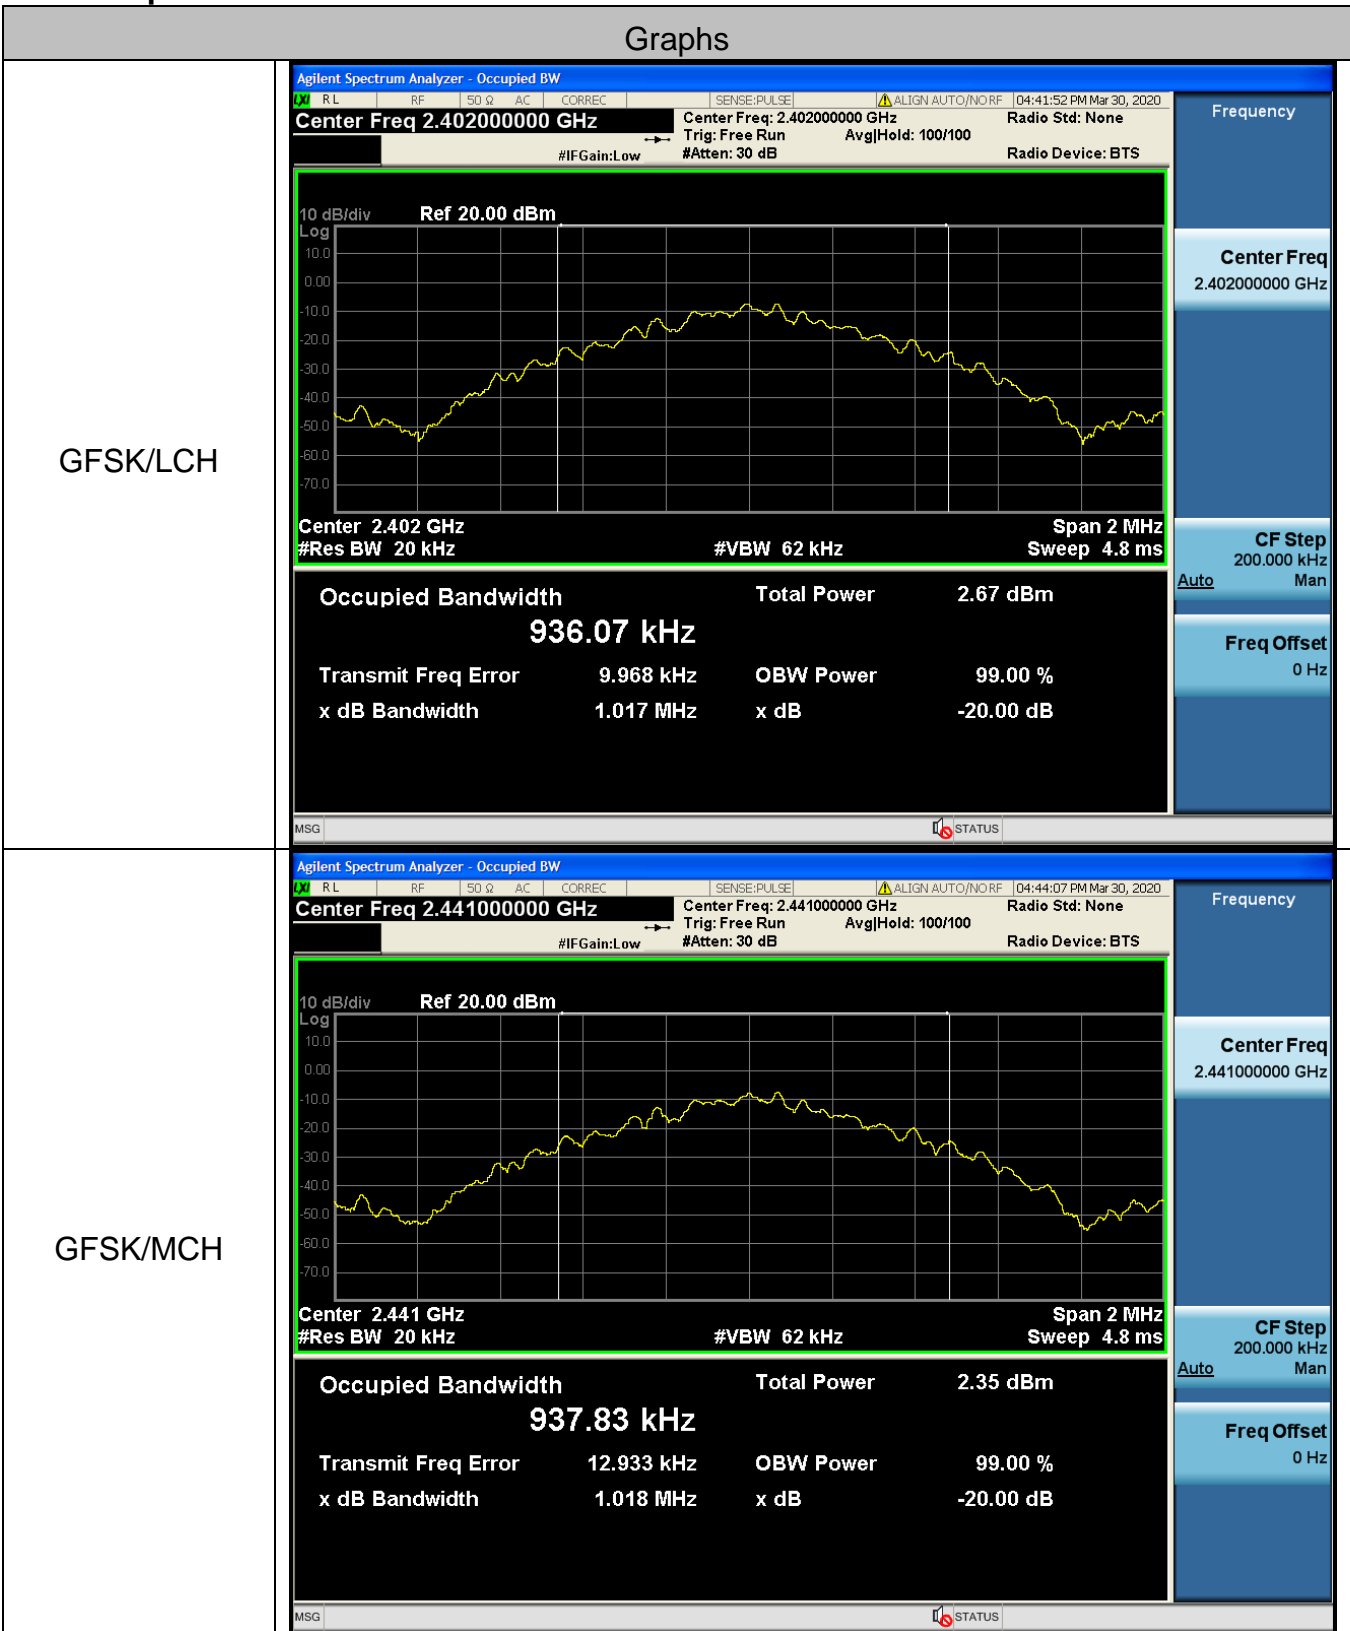 Graphs
GFSK/LCH
Agilent Spectrum Analyzer - Occupied BW
LXI RL RF 50 Ω AC CORREC SENSE:PULSE ALIGN AUTO/NO RF 04:41:52 PM Mar 30, 2020
Center Freq 2.402000000 GHz
Center Freq: 2.402000000 GHz
Radio Std: None
Trig: Free Run Avg|Hold: 100/100
#IFGain:Low #Atten: 30 dB
Radio Device: BTS
10 dB/div Ref 20.00 dBm
Log
10.0
0.00
-10.0
-20.0
-30.0
-40.0
-50.0
-60.0
-70.0
Center 2.402 GHz Span 2 MHz
#Res BW 20 kHz #VBW 62 kHz Sweep 4.8 ms
Occupied Bandwidth Total Power 2.67 dBm
936.07 kHz
Transmit Freq Error 9.968 kHz OBW Power 99.00 %
x dB Bandwidth 1.017 MHz x dB -20.00 dB
MSG STATUS
Frequency
Center Freq
2.402000000 GHz
CF Step
200.000 kHz
Auto Man
Freq Offset
0 Hz
GFSK/MCH
Agilent Spectrum Analyzer - Occupied BW
LXI RL RF 50 Ω AC CORREC SENSE:PULSE ALIGN AUTO/NO RF 04:44:07 PM Mar 30, 2020
Center Freq 2.441000000 GHz
Center Freq: 2.441000000 GHz
Radio Std: None
Trig: Free Run Avg|Hold: 100/100
#IFGain:Low #Atten: 30 dB
Radio Device: BTS
10 dB/div Ref 20.00 dBm
Log
10.0
0.00
-10.0
-20.0
-30.0
-40.0
-50.0
-60.0
-70.0
Center 2.441 GHz Span 2 MHz
#Res BW 20 kHz #VBW 62 kHz Sweep 4.8 ms
Occupied Bandwidth Total Power 2.35 dBm
937.83 kHz
Transmit Freq Error 12.933 kHz OBW Power 99.00 %
x dB Bandwidth 1.018 MHz x dB -20.00 dB
MSG STATUS
Frequency
Center Freq
2.441000000 GHz
CF Step
200.000 kHz
Auto Man
Freq Offset
0 Hz